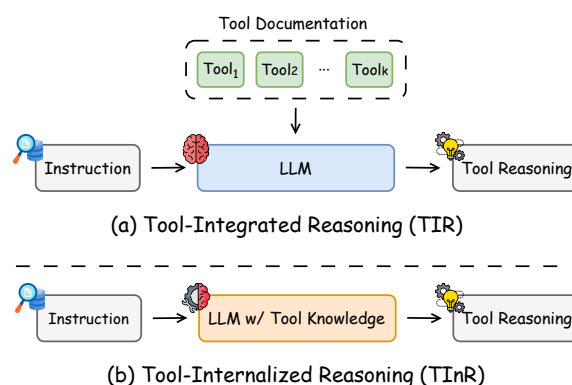 Tool Documentation
Tool1 Tool2 ... Toolk
Instruction LLM Tool Reasoning
(a) Tool-Integrated Reasoning (TIR)
Instruction LLM w/ Tool Knowledge Tool Reasoning
(b) Tool-Internalized Reasoning (TInR)